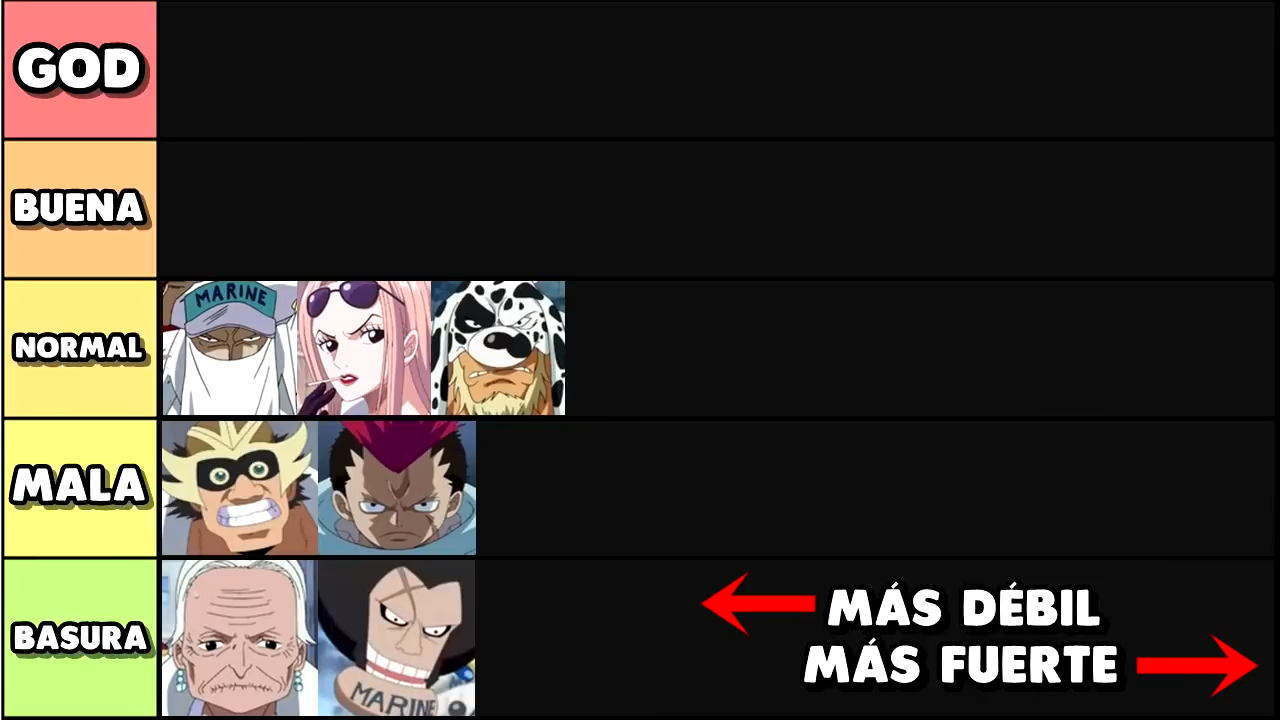 GOD
BUENA
NORMAL
MARINE
MALA
BASURA
MARINE
MÁS DÉBIL
MÁS FUERTE